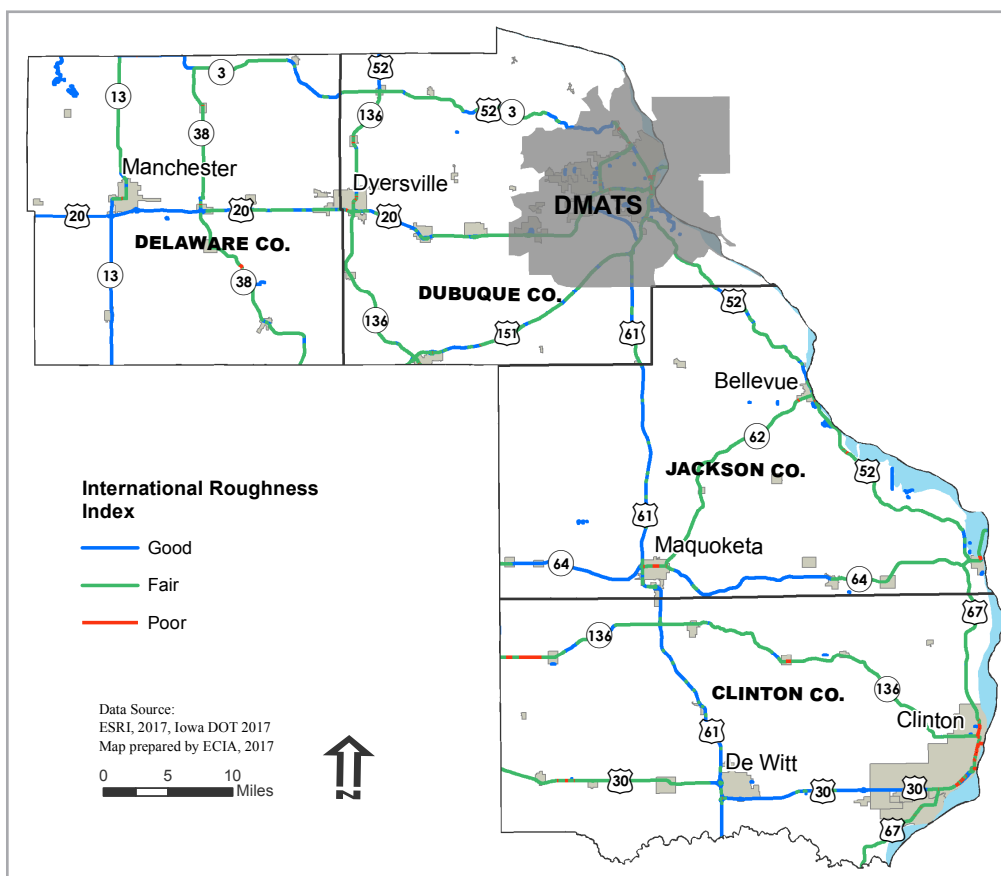 52
3
13
136
52 3
38
Manchester
Dyersville
DMATS
20
20
20
DELAWARE CO.
13
38
DUBUQUE CO.
52
136
151
61
Bellevue
62
JACKSON CO.
52
International Roughness
Index
Good
Fair
Poor
61
Maquoketa
64
64
67
136
CLINTON CO.
136
Clinton
61
De Witt
30
30
30
67
Data Source:
ESRI, 2017, Iowa DOT 2017
Map prepared by ECIA, 2017
0 5 10
Miles
N